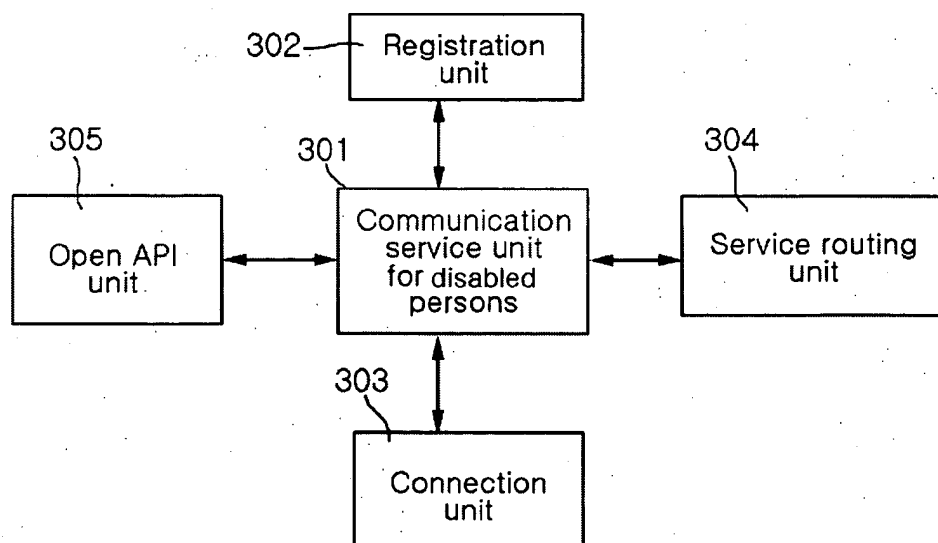 302
Registration
unit
305
301
304
Open API
unit
Communication
service unit
for disabled
persons
Service routing
unit
303
Connection
unit